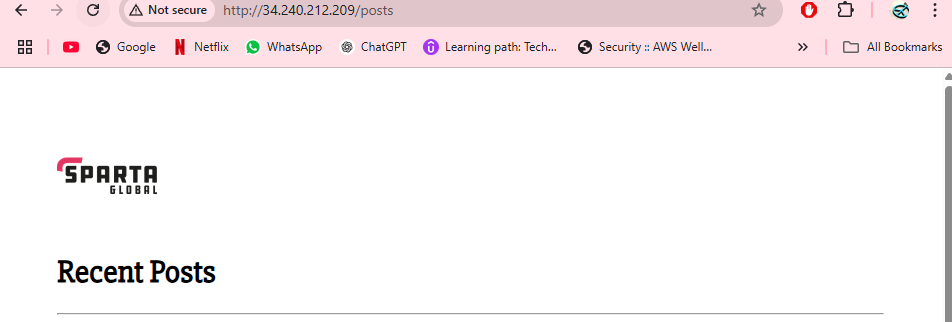 Not secure http://34.240.212.209/posts
Google Netflix WhatsApp ChatGPT Learning path: Tech... Security :: AWS Well... All Bookmarks
SPARTA
GLOBAL
Recent Posts